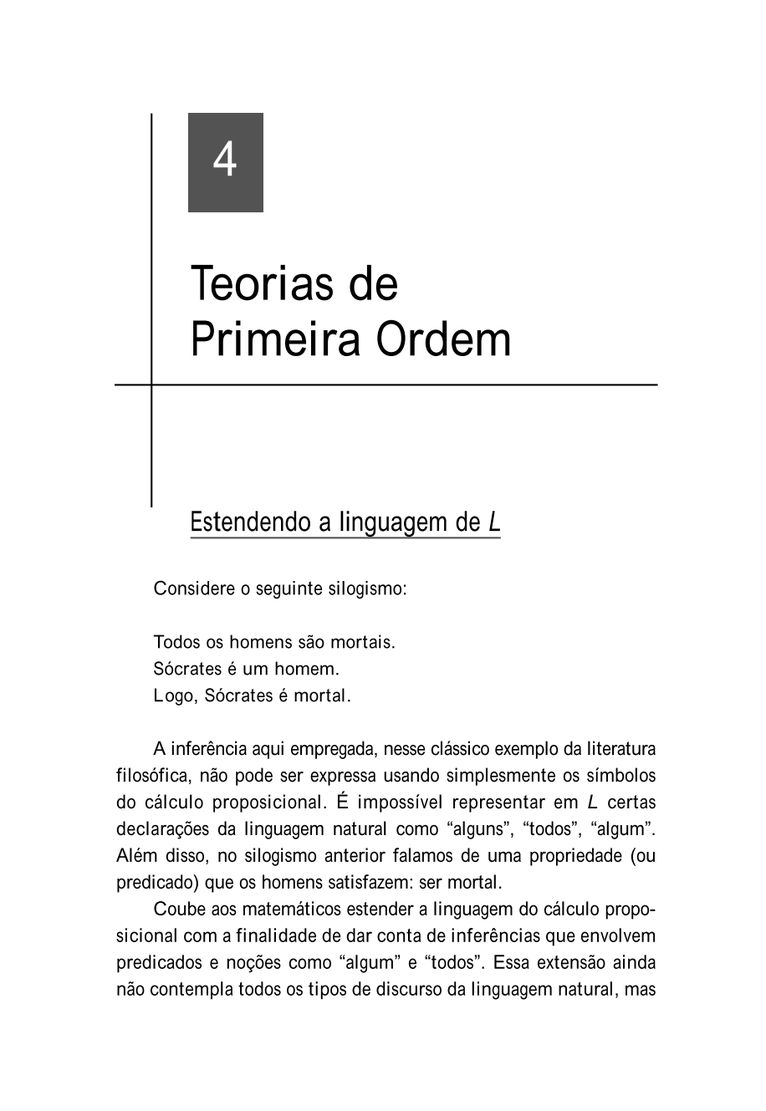 4
Teorias de
Primeira Ordem
Estendendo a linguagem de L
Considere o seguinte silogismo:
Todos os homens são mortais.
Sócrates é um homem.
Logo, Sócrates é mortal.
A inferência aqui empregada, nesse clássico exemplo da literatura
filosófica, não pode ser expressa usando simplesmente os símbolos
do cálculo proposicional. É impossível representar em L certas
declarações da linguagem natural como “alguns”, “todos”, “algum”.
Além disso, no silogismo anterior falamos de uma propriedade (ou
predicado) que os homens satisfazem: ser mortal.
Coube aos matemáticos estender a linguagem do cálculo propo-
sicional com a finalidade de dar conta de inferências que envolvem
predicados e noções como “algum” e “todos”. Essa extensão ainda
não contempla todos os tipos de discurso da linguagem natural, mas